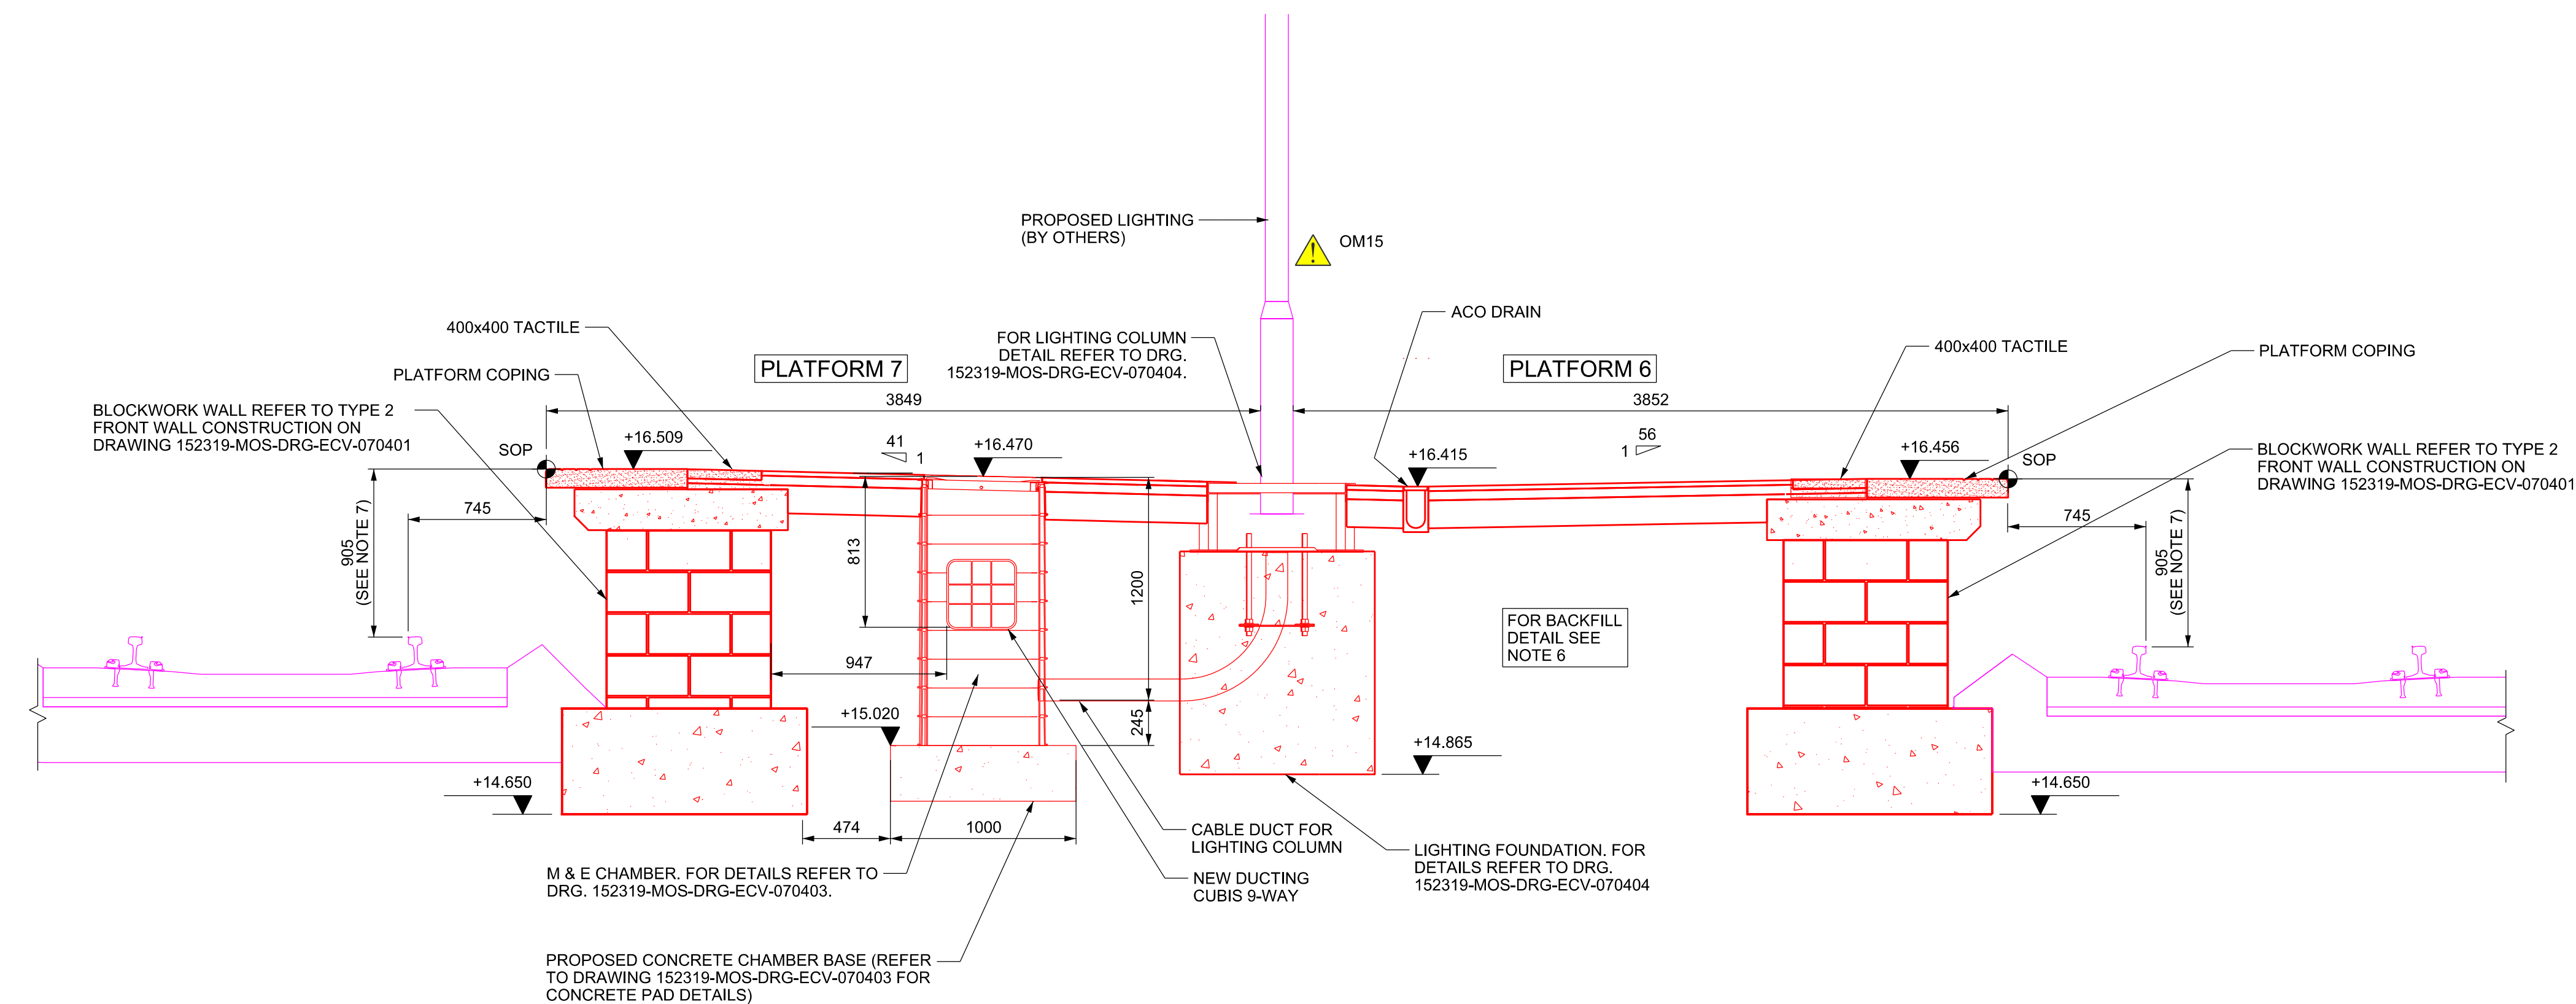 PROPOSED LIGHTING
(BY OTHERS)
OM15
ACO DRAIN
400x400 TACTILE
FOR LIGHTING COLUMN
DETAIL REFER TO DRG.
152319-MOS-DRG-ECV-070404.
400x400 TACTILE
PLATFORM COPING
PLATFORM 7
PLATFORM 6
PLATFORM COPING
3849
3852
BLOCKWORK WALL REFER TO TYPE 2
FRONT WALL CONSTRUCTION ON
DRAWING 152319-MOS-DRG-ECV-070401
SOP
+16.509
41
1
+16.470
+16.415
56
1
+16.456
SOP
BLOCKWORK WALL REFER TO TYPE 2
FRONT WALL CONSTRUCTION ON
DRAWING 152319-MOS-DRG-ECV-070401
905
(SEE NOTE 7)
745
813
1200
745
905
(SEE NOTE 7)
FOR BACKFILL
DETAIL SEE
NOTE 6
947
+15.020
245
+14.865
+14.650
+14.650
474
1000
CABLE DUCT FOR
LIGHTING COLUMN
LIGHTING FOUNDATION. FOR
DETAILS REFER TO DRG.
152319-MOS-DRG-ECV-070404
M & E CHAMBER. FOR DETAILS REFER TO
DRG. 152319-MOS-DRG-ECV-070403.
NEW DUCTING
CUBIS 9-WAY
PROPOSED CONCRETE CHAMBER BASE (REFER
TO DRAWING 152319-MOS-DRG-ECV-070403 FOR
CONCRETE PAD DETAILS)